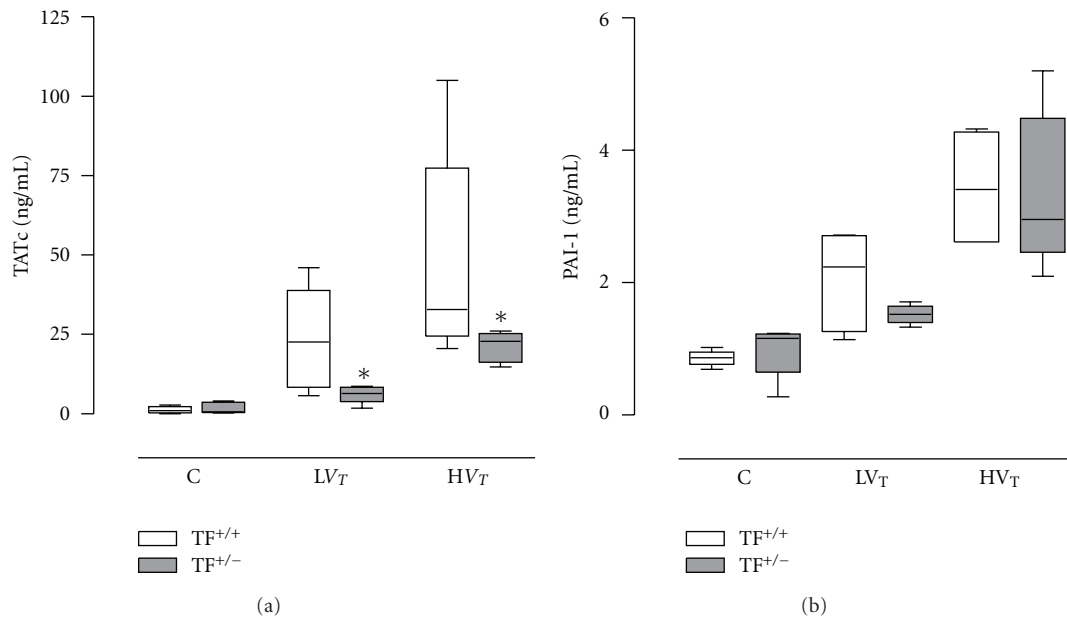 TATc (ng/mL)
125
100
75
50
25
0
*
*
C
LV_T
HV_T
TF^{+/+}
TF^{+/−}
(a)
PAI-1 (ng/mL)
6
4
2
0
C
LV_T
HV_T
TF^{+/+}
TF^{+/−}
(b)